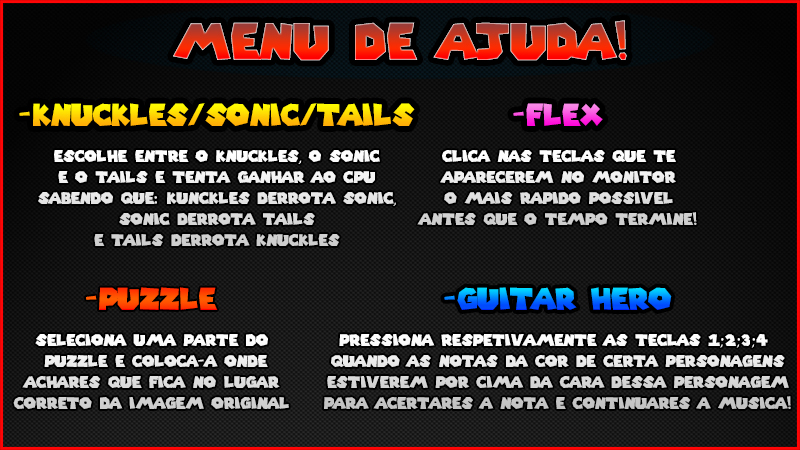 MENU DE AJUDA!
-KNUCKLES/SONIC/TAILS
ESCOLHE ENTRE O KNUCKLES, O SONIC
E O TAILS E TENTA GANHAR AO CPU
SABENDO QUE: KUNCKLES DERROTA SONIC,
SONIC DERROTA TAILS
E TAILS DERROTA KNUCKLES
-FLEX
CLICA NAS TECLAS QUE TE
APARECEREM NO MONITOR
O MAIS RAPIDO POSSIVEL
ANTES QUE O TEMPO TERMINE!
-PUZZLE
SELECIONA UMA PARTE DO
PUZZLE E COLOCA-A ONDE
ACHARES QUE FICA NO LUGAR
CORRETO DA IMAGEM ORIGINAL
-GUITAR HERO
PRESSIONA RESPETIVAMENTE AS TECLAS 1;2;3;4
QUANDO AS NOTAS DA COR DE CERTA PERSONAGENS
ESTIVEREM POR CIMA DA CARA DESSA PERSONAGEM
PARA ACERTARES A NOTA E CONTINUARES A MUSICA!